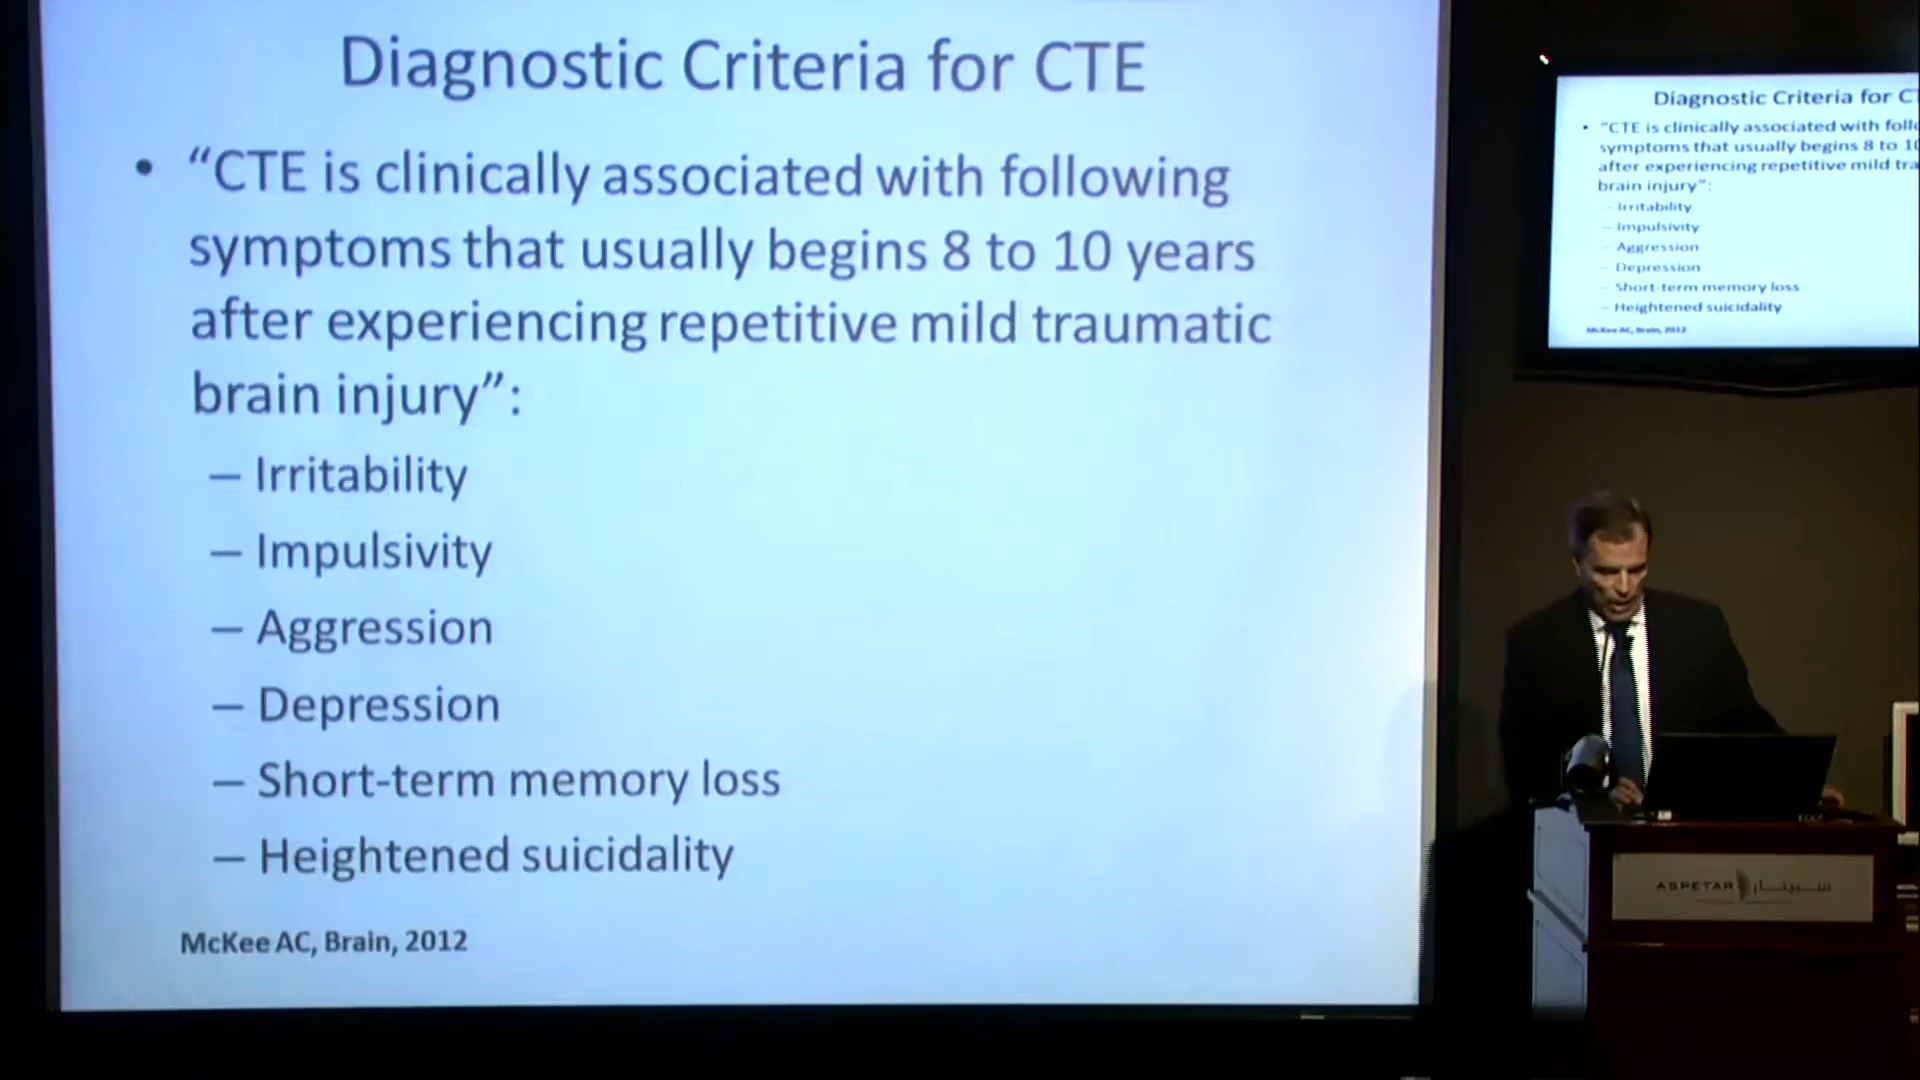 Diagnostic Criteria for CTE
• “CTE is clinically associated with following
symptoms that usually begins 8 to 10 years
after experiencing repetitive mild traumatic
brain injury”:
– Irritability
– Impulsivity
– Aggression
– Depression
– Short-term memory loss
– Heightened suicidality
McKee AC, Brain, 2012
Diagnostic Criteria for C
• “CTE is clinically associated with foll
symptoms that usually begins 8 to 10
after experiencing repetitive mild tra
brain injury”:
– Irritability
– Impulsivity
– Aggression
– Depression
– Short-term memory loss
– Heightened suicidality
McKee AC, Brain, 2012
ASPETAR سبيتار